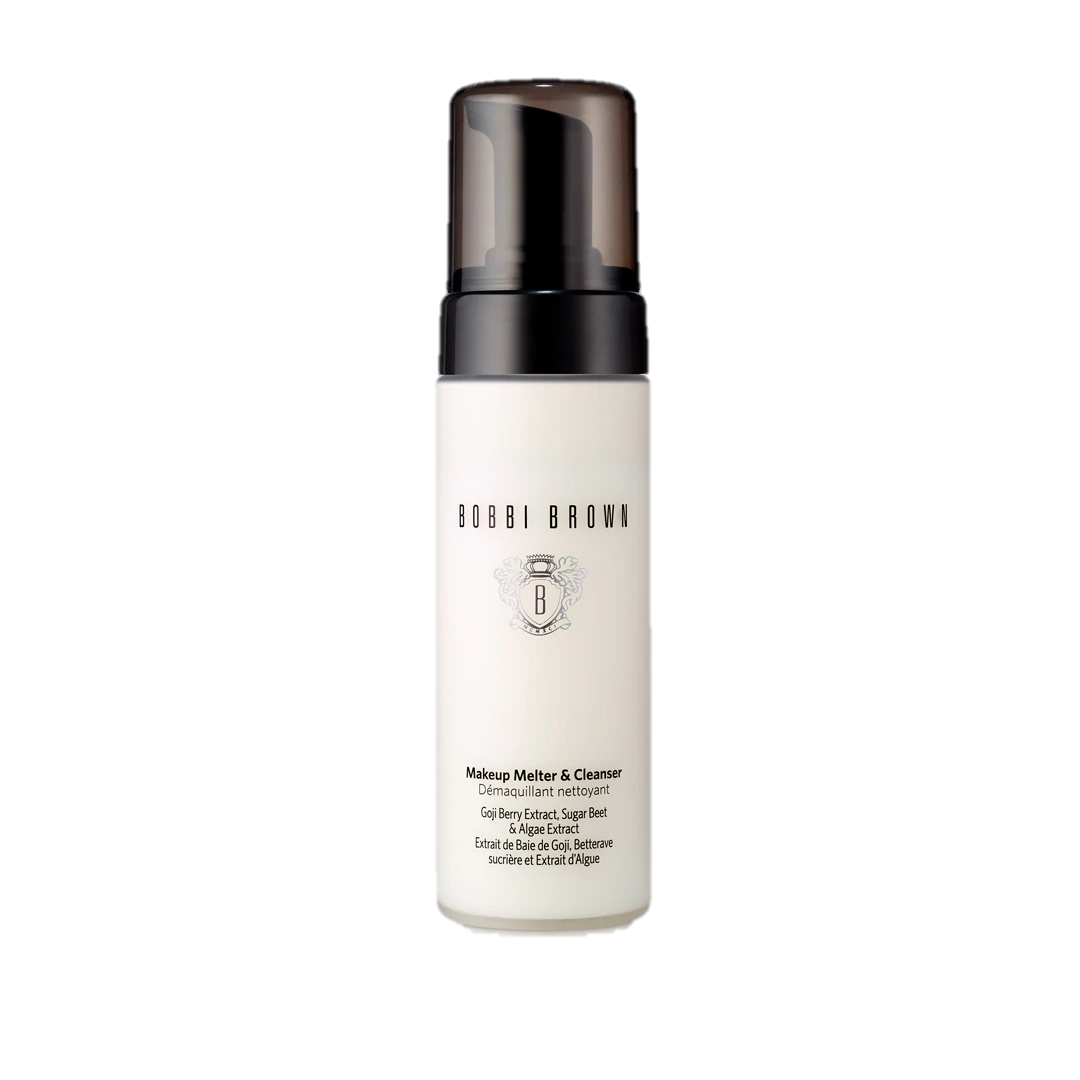 BOBBI BROWN
B
Makeup Melter & Cleanser
Démaquillant nettoyant
Goji Berry Extract, Sugar Beet
& Algae Extract
Extrait de Baie de Goji, Betterave
sucrière et Extrait d'Algue